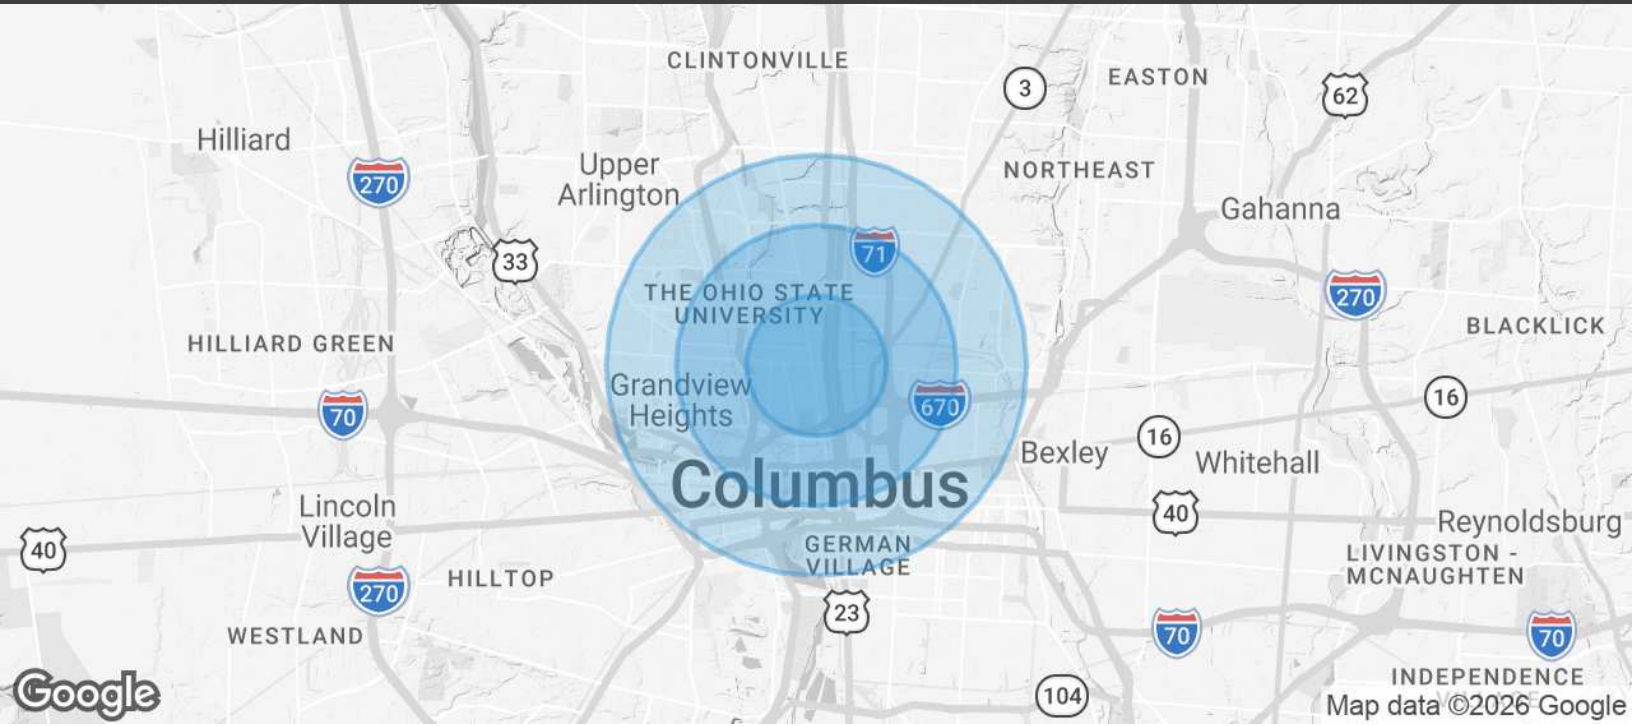 CLINTONVILLE
EASTON
3
62
Hilliard
270
Upper
Arlington
NORTHEAST
Gahanna
33
71
THE OHIO STATE
UNIVERSITY
270
BLACKLICK
HILLIARD GREEN
Grandview
Heights
70
670
16
16
Bexley
Whitehall
Columbus
Lincoln
Village
40
Reynoldsburg
40
GERMAN
VILLAGE
LIVINGSTON -
MCNAUGHTEN
HILLTOP
270
23
WESTLAND
70
70
INDEPENDENCE
VILLAGE
104
Google
Map data ©2026 Google